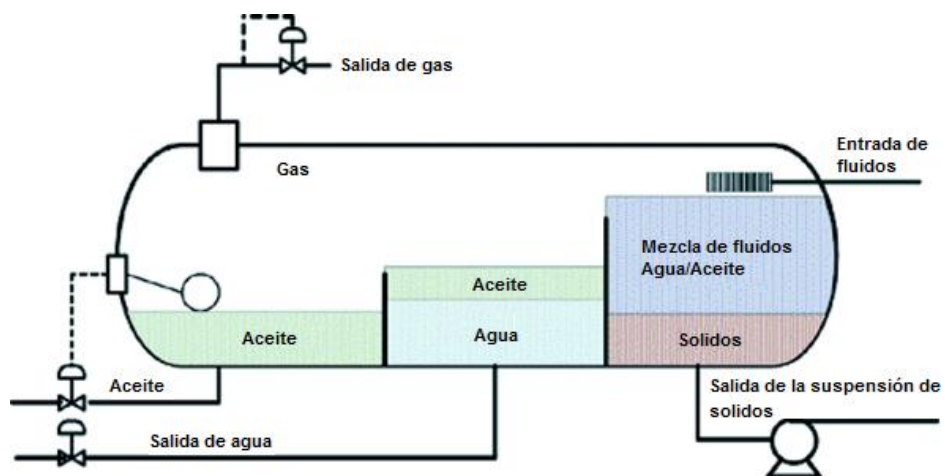 Salida de gas
Entrada de
fluidos
Gas
Mezcla de fluidos
Agua/Aceite
Aceite
Aceite
Agua
Solidos
Aceite
Salida de la suspensión de
solidos
Salida de agua